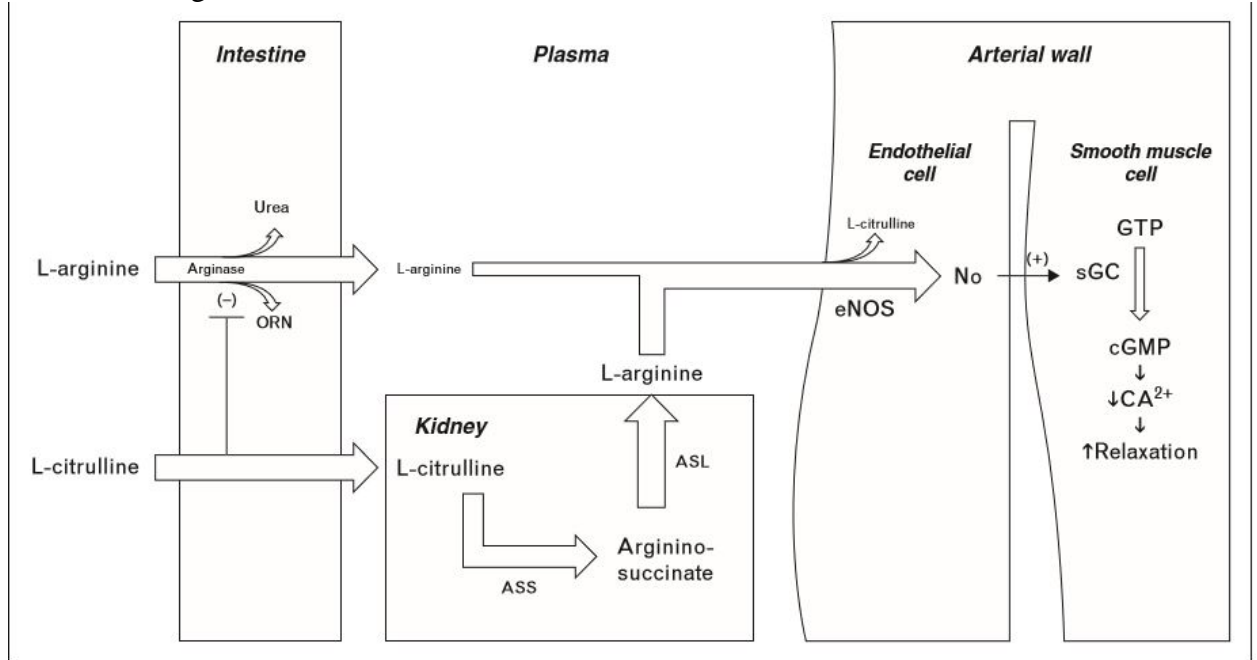 Intestine
Plasma
Arterial wall
Endothelial
cell
Smooth muscle
cell
Urea
L-citrulline
GTP
L-arginine
Arginase
L-arginine
No
(+)
sGC
(–)
ORN
eNOS
cGMP
↓
↓CA²⁺
↓
↑Relaxation
L-arginine
Kidney
L-citrulline
L-citrulline
ASL
Arginino-
succinate
ASS